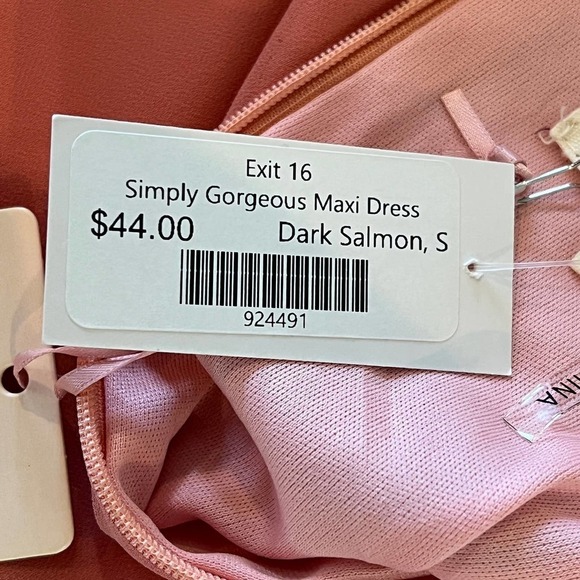 Exit 16
Simply Gorgeous Maxi Dress
$44.00 Dark Salmon, S
924491